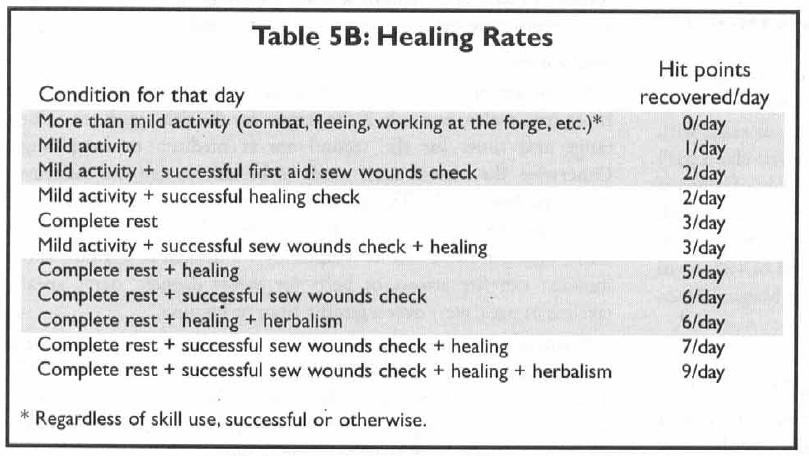 Table 5B: Healing Rates
Hit points
Condition for that day recovered/day
More than mild activity (combat, fleeing, working at the forge, etc.)* 0/day
Mild activity 1/day
Mild activity + successful first aid: sew wounds check 2/day
Mild activity + successful healing check 2/day
Complete rest 3/day
Mild activity + successful sew wounds check + healing 3/day
Complete rest + healing 5/day
Complete rest + successful sew wounds check 6/day
Complete rest + healing + herbalism 6/day
Complete rest + successful sew wounds check + healing 7/day
Complete rest + successful sew wounds check + healing + herbalism 9/day
* Regardless of skill use, successful or otherwise.